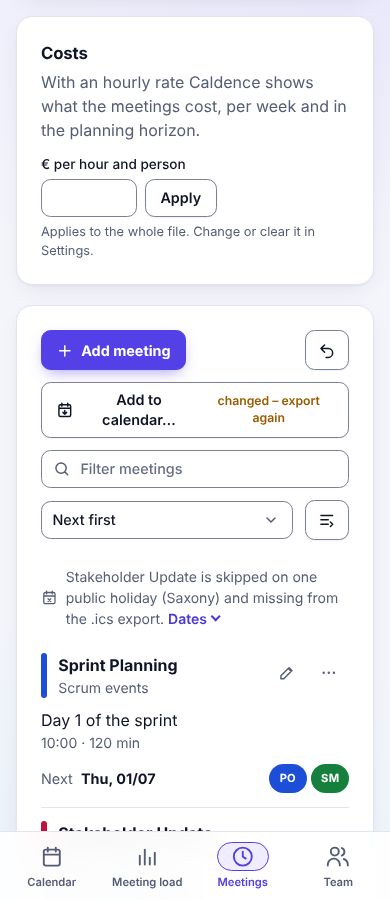 Costs
With an hourly rate Caldence shows
what the meetings cost, per week and in
the planning horizon.
€ per hour and person
Apply
Applies to the whole file. Change or clear it in
Settings.
Add meeting
Add to
calendar...
changed – export
again
Filter meetings
Next first
Stakeholder Update is skipped on one
public holiday (Saxony) and missing from
the .ics export. Dates
Sprint Planning
Scrum events
Day 1 of the sprint
10:00 · 120 min
Next Thu, 01/07 PO SM
Stakeholder Update
Calendar Meeting load Meetings Team